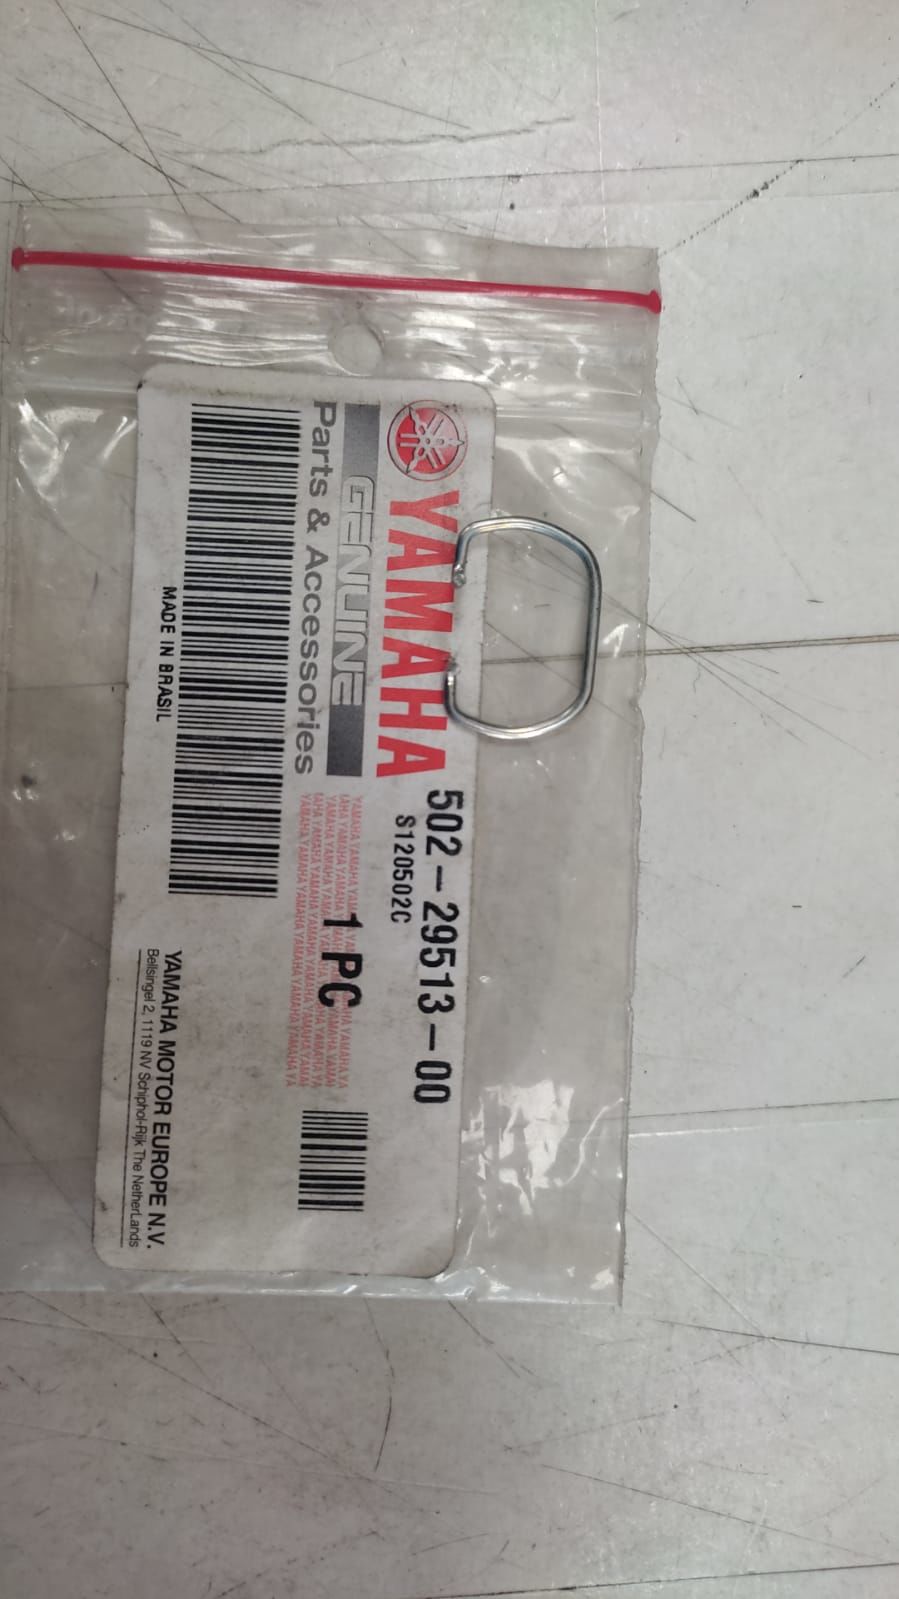 YAMAHA
GENUINE
Parts & Accessories
MADE IN BRASIL
502-29513-00
S120502C
1 PC
YAMAHA MOTOR EUROPE N.V.
Bellsingel 2, 1119 NV Schiphol-Rijk The NetherLands